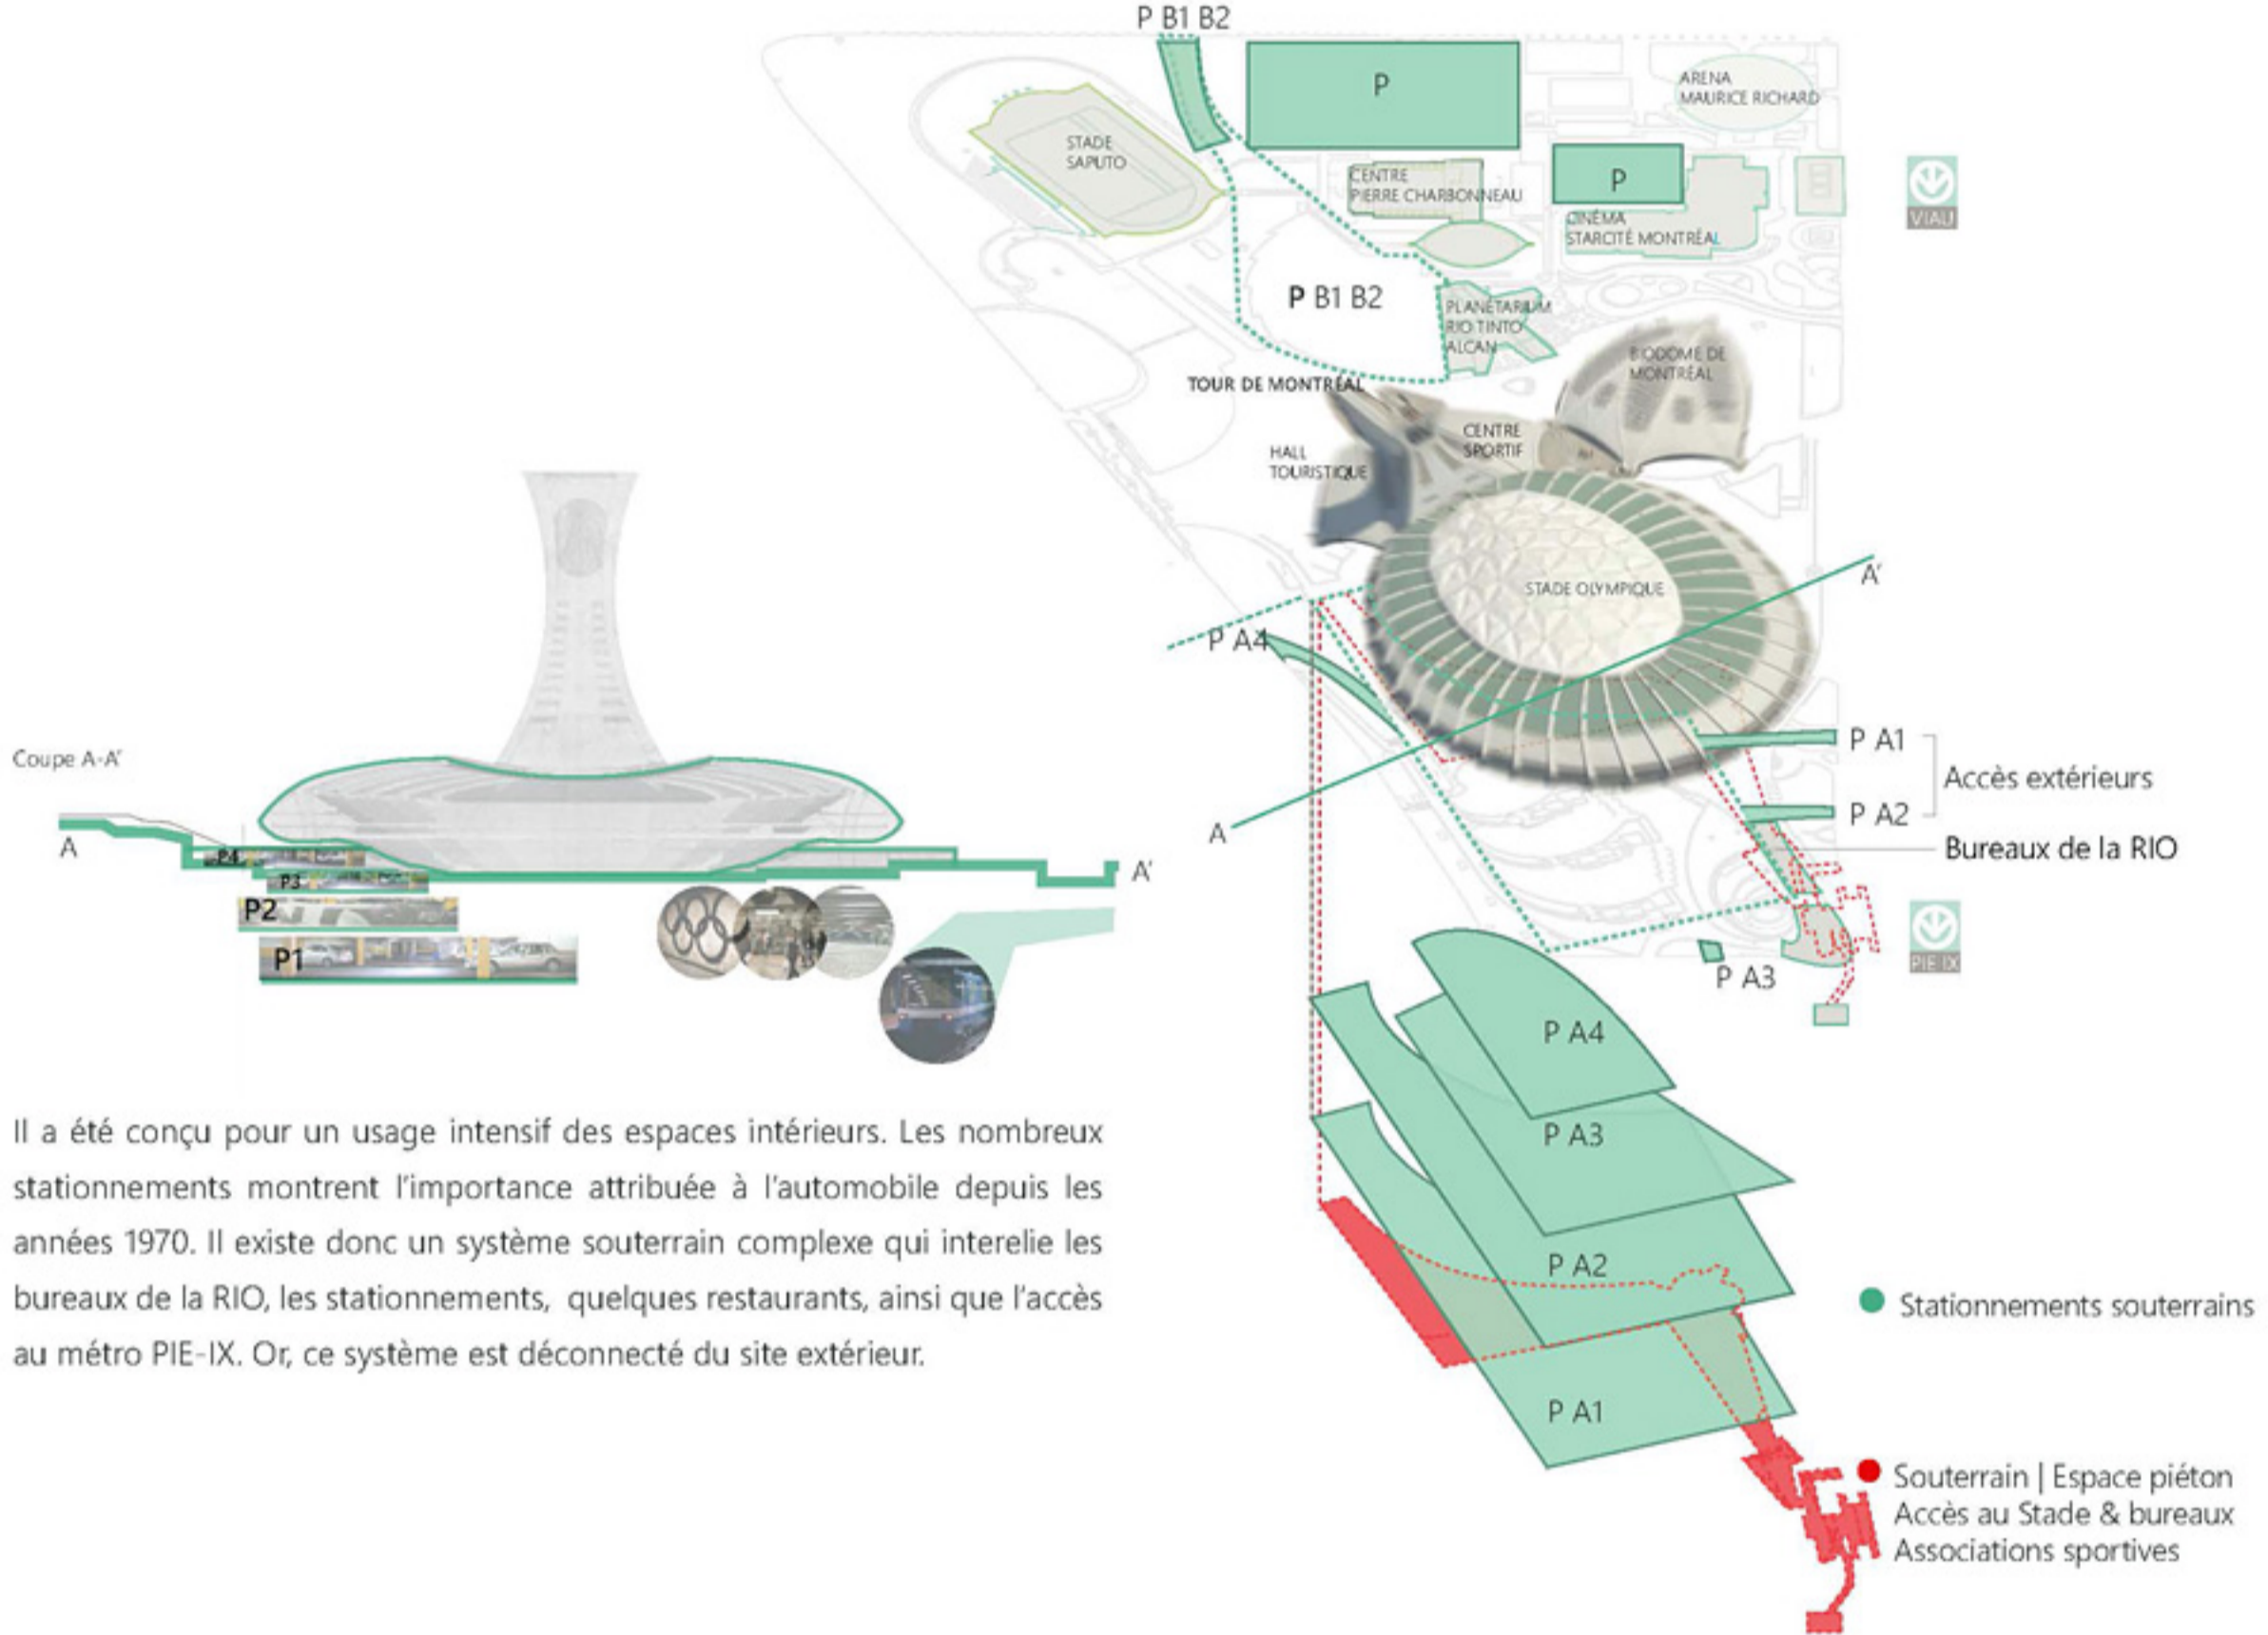 P B1 B2
P
ARENA
MAURICE RICHARD
STADE
SAPUTO
CENTRE
PIERRE CHARBONNEAU
P
CINÉMA
STARCITÉ MONTRÉAL
VIAU
P B1 B2
PLANÉTARIUM
RIO TINTO
ALCAN
BIODOME DE
MONTRÉAL
TOUR DE MONTRÉAL
CENTRE
SPORTIF
HALL
TOURISTIQUE
STADE OLYMPIQUE
A'
P A4
P A1
Accès extérieurs
P A2
A
Bureaux de la RIO
PIE IX
P A3
Coupe A-A'
A
P4
P3
P2
P1
A'
P A4
P A3
P A2
P A1
Il a été conçu pour un usage intensif des espaces intérieurs. Les nombreux
stationnements montrent l'importance attribuée à l'automobile depuis les
années 1970. Il existe donc un système souterrain complexe qui interelie les
bureaux de la RIO, les stationnements, quelques restaurants, ainsi que l'accès
au métro PIE-IX. Or, ce système est déconnecté du site extérieur.
Stationnements souterrains
Souterrain | Espace piéton
Accès au Stade & bureaux
Associations sportives